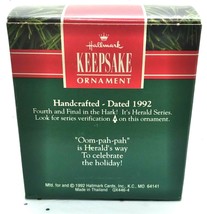 Hallmark
KEEPSAKE
ORNAMENT
Handcrafted - Dated 1992
Fourth and Final in the Hark! It's Herald Series.
Look for series verification on this ornament.
"Oom-pah-pah"
is Herald's way
To celebrate
the holiday!
Mfd. for and © 1992 Hallmark Cards, Inc., K.C., MO 64141
Made in Thailand QX446-4